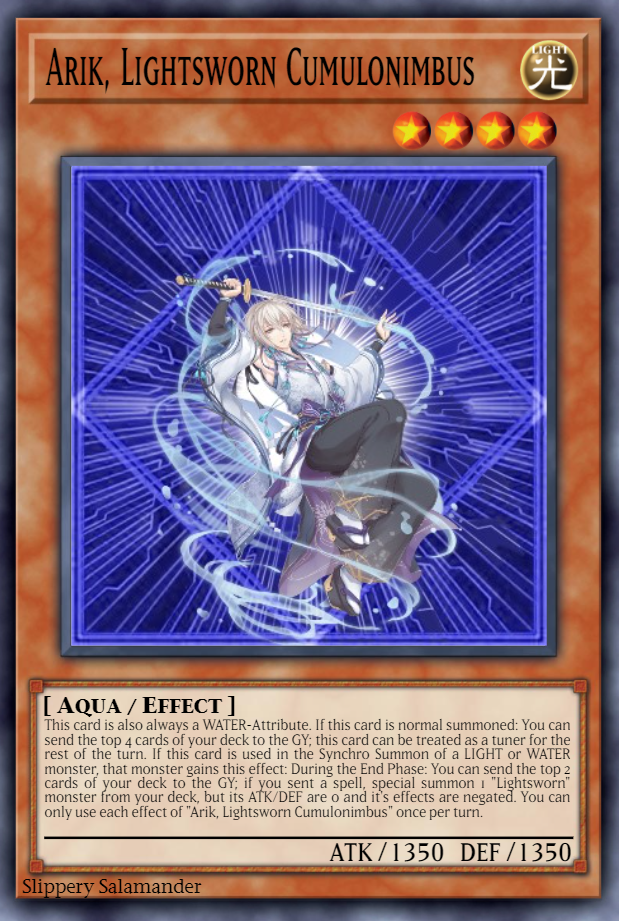 Arik, Lightsworn Cumulonimbus
LIGHT
光
[ Aqua / Effect ]
This card is also always a WATER-Attribute. If this card is normal summoned: You can
send the top 4 cards of your deck to the GY; this card can be treated as a tuner for the
rest of the turn. If this card is used in the Synchro Summon of a LIGHT or WATER
monster, that monster gains this effect: During the End Phase: You can send the top 2
cards of your deck to the GY; if you sent a spell, special summon 1 "Lightsworn"
monster from your deck, but its ATK/DEF are 0 and it's effects are negated. You can
only use each effect of "Arik, Lightsworn Cumulonimbus" once per turn.
ATK/1350 DEF/1350
Slippery Salamander